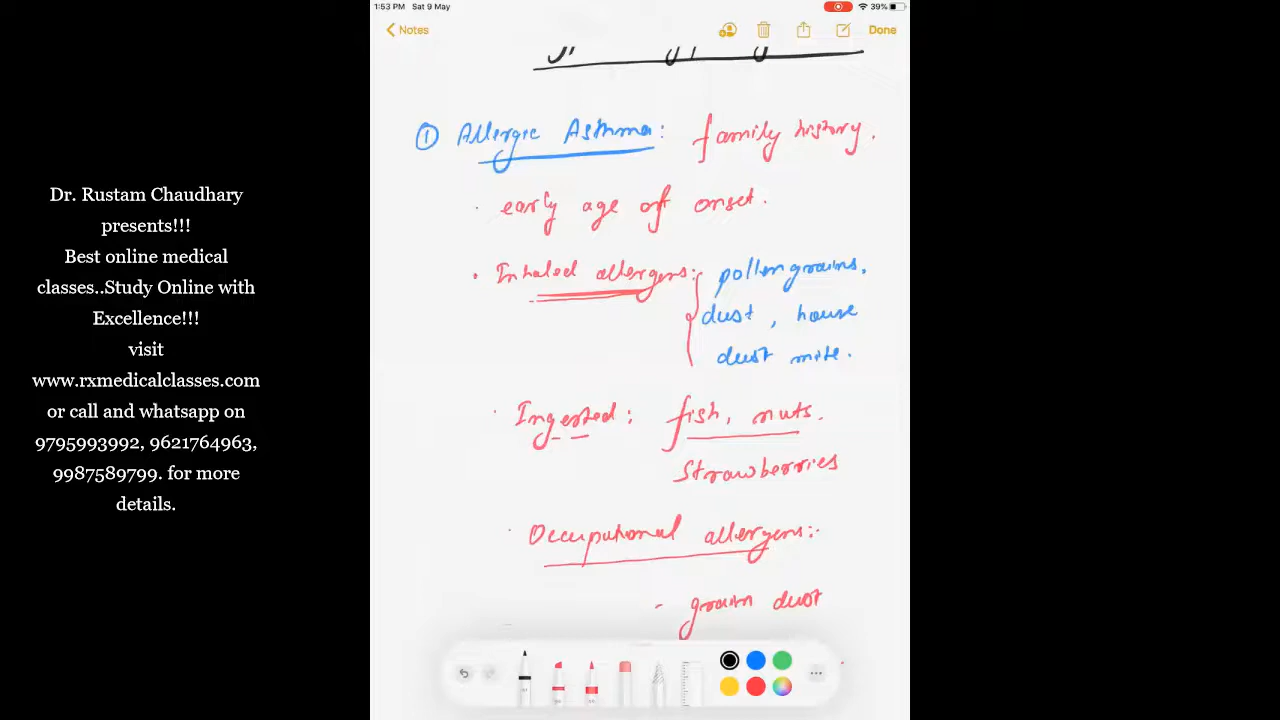 1:53 PM Sat 9 May
39%
Notes
Done
① Allergic Asthma: family history.
· early age of onset.
· Inhaled allergens: pollen grains,
dust, house
dust mite.
· Ingested: fish, nuts.
Strawberries
· Occupational allergens:-
- grain dust
Dr. Rustam Chaudhary
presents!!!
Best online medical
classes..Study Online with
Excellence!!!
visit
www.rxmedicalclasses.com
or call and whatsapp on
9795993992, 9621764963,
9987589799. for more
details.